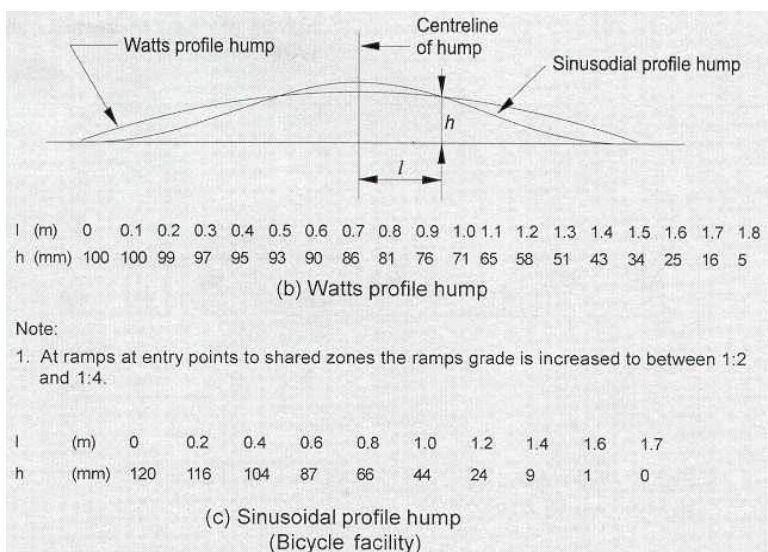 Watts profile hump
Centreline
of hump
Sinusodial profile hump
h
l
l (m) 0 0.1 0.2 0.3 0.4 0.5 0.6 0.7 0.8 0.9 1.0 1.1 1.2 1.3 1.4 1.5 1.6 1.7 1.8
h (mm) 100 100 99 97 95 93 90 86 81 76 71 65 58 51 43 34 25 16 5
(b) Watts profile hump
Note:
1. At ramps at entry points to shared zones the ramps grade is increased to between 1:2
and 1:4.
l (m) 0 0.2 0.4 0.6 0.8 1.0 1.2 1.4 1.6 1.7
h (mm) 120 116 104 87 66 44 24 9 1 0
(c) Sinusoidal profile hump
(Bicycle facility)